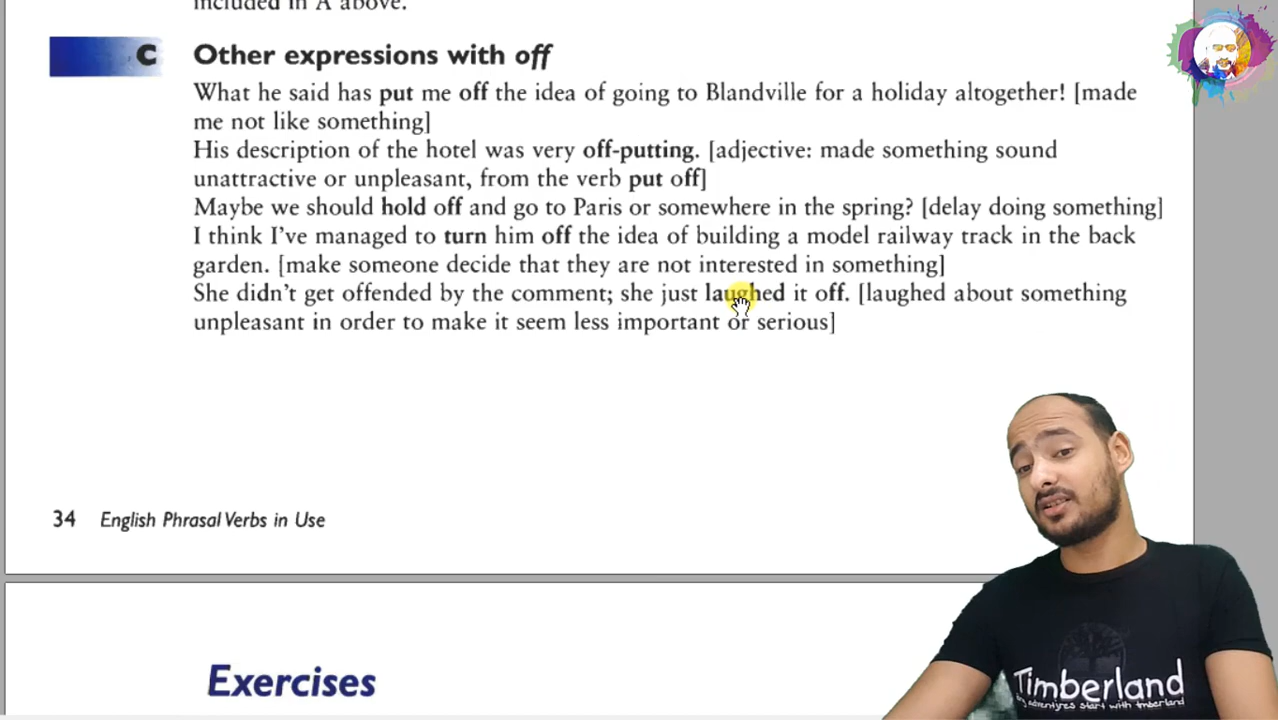 included in A above.
C Other expressions with off
What he said has put me off the idea of going to Blandville for a holiday altogether! [made
me not like something]
His description of the hotel was very off-putting. [adjective: made something sound
unattractive or unpleasant, from the verb put off]
Maybe we should hold off and go to Paris or somewhere in the spring? [delay doing something]
I think I've managed to turn him off the idea of building a model railway track in the back
garden. [make someone decide that they are not interested in something]
She didn't get offended by the comment; she just laughed it off. [laughed about something
unpleasant in order to make it seem less important or serious]
34 English Phrasal Verbs in Use
Exercises
Timberland
adventures start with timberland